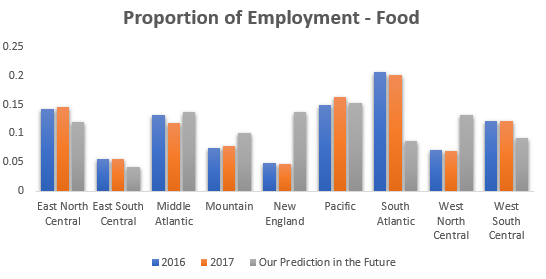 Proportion of Employment - Food
0.25
0.2
0.15
0.1
0.05
0
East North Central
East South Central
Middle Atlantic
Mountain
New England
Pacific
South Atlantic
West North Central
West South Central
2016 2017 Our Prediction in the Future